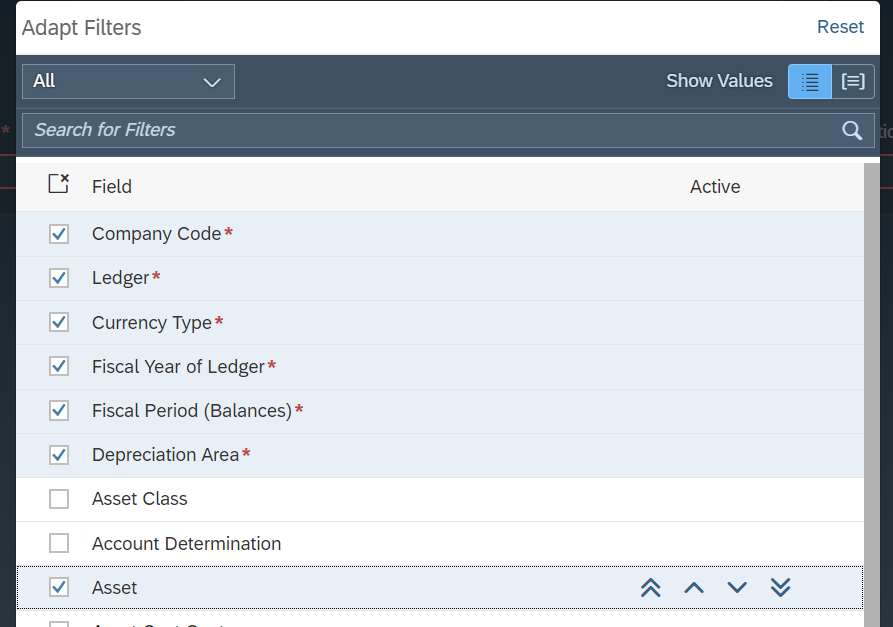 Adapt Filters
Reset
All
Show Values
Search for Filters
Field
Active
Company Code*
Ledger*
Currency Type*
Fiscal Year of Ledger*
Fiscal Period (Balances)*
Depreciation Area*
Asset Class
Account Determination
Asset